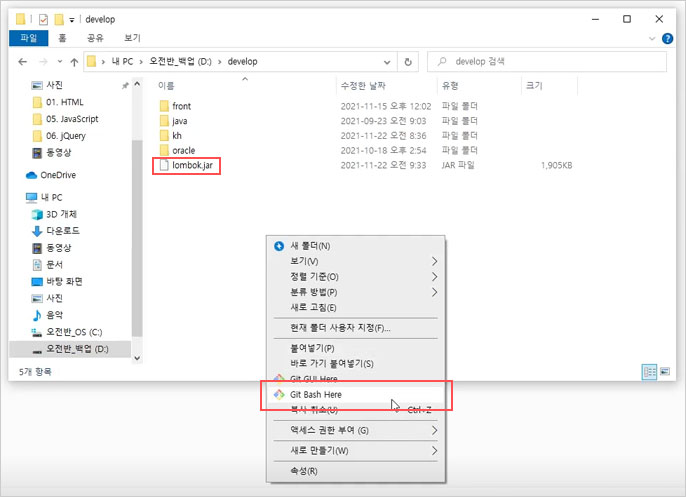 develop
파일 홈 공유 보기
내 PC > 오전반_백업 (D:) > develop
develop 검색
이름 수정한 날짜 유형 크기
front 2021-11-15 오후 12:02 파일 폴더
java 2021-09-23 오전 9:03 파일 폴더
kh 2021-11-22 오전 8:36 파일 폴더
oracle 2021-10-18 오후 2:54 파일 폴더
lombok.jar 2021-11-22 오전 9:33 JAR 파일 1,905KB
사진
01. HTML
05. JavaScript
06. jQuery
동영상
OneDrive
내 PC
3D 개체
다운로드
동영상
문서
바탕 화면
사진
음악
오전반_OS (C:)
오전반_백업 (D:)
5개 항목
새 폴더(N)
보기(V)
정렬 기준(O)
분류 방법(P)
새로 고침(E)
현재 폴더 사용자 지정(F)...
붙여넣기(P)
바로 가기 붙여넣기(S)
Git GUI Here
Git Bash Here
복사 취소(U) Ctrl+Z
액세스 권한 부여 (G)
새로 만들기(W)
속성(R)